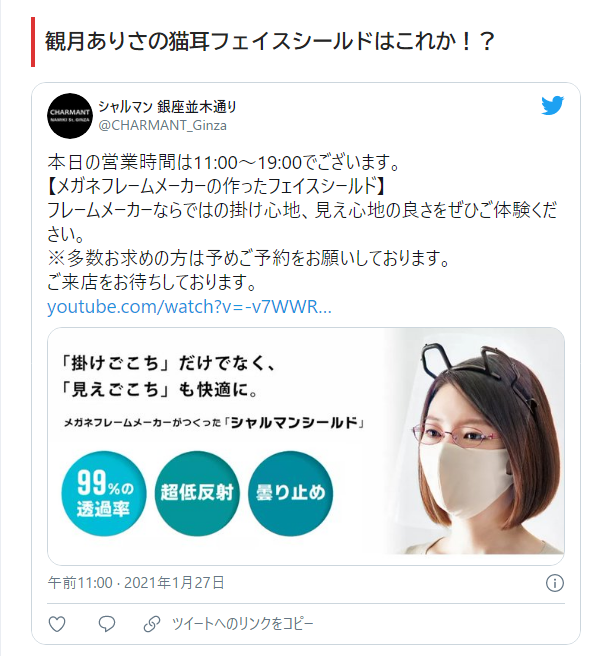 観月ありさの猫耳フェイスシールドはこれか！？
CHARMANT
NAMIKI St. GINZA
シャルマン 銀座並木通り
@CHARMANT_Ginza
本日の営業時間は11:00～19:00でございます。
【メガネフレームメーカーの作ったフェイスシールド】
フレームメーカーならではの掛け心地、見え心地の良さをぜひご体験くだ
さい。
※多数お求めの方は予めご予約をお願いしております。
ご来店をお待ちしております。
youtube.com/watch?v=-v7WWR...
「掛けごこち」だけでなく、
「見えごこち」も快適に。
メガネフレームメーカーがつくった「シャルマンシールド」
99%の
透過率
超低反射
曇り止め
午前11:00 · 2021年1月27日
ツイートへのリンクをコピー